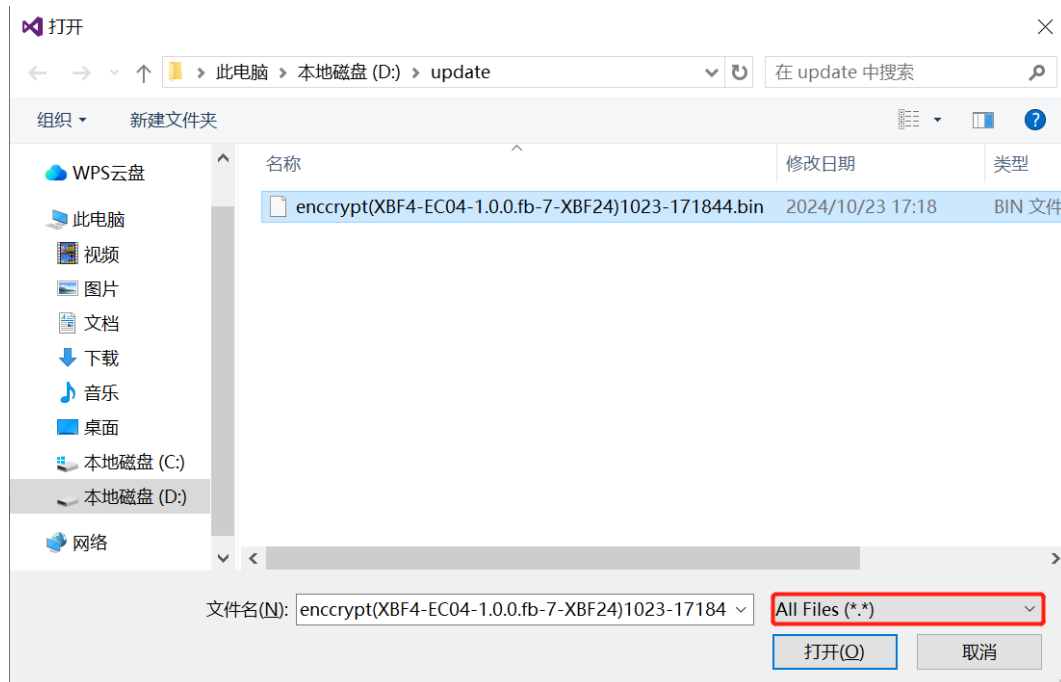 打开
此电脑 > 本地磁盘 (D:) > update
在 update 中搜索
组织
新建文件夹
名称
修改日期
类型
WPS云盘
enccrypt(XBF4-EC04-1.0.0.fb-7-XBF24)1023-171844.bin 2024/10/23 17:18 BIN 文件
此电脑
视频
图片
文档
下载
音乐
桌面
本地磁盘 (C:)
本地磁盘 (D:)
网络
文件名(N): enccrypt(XBF4-EC04-1.0.0.fb-7-XBF24)1023-17184
All Files (*.*)
打开(O)
取消